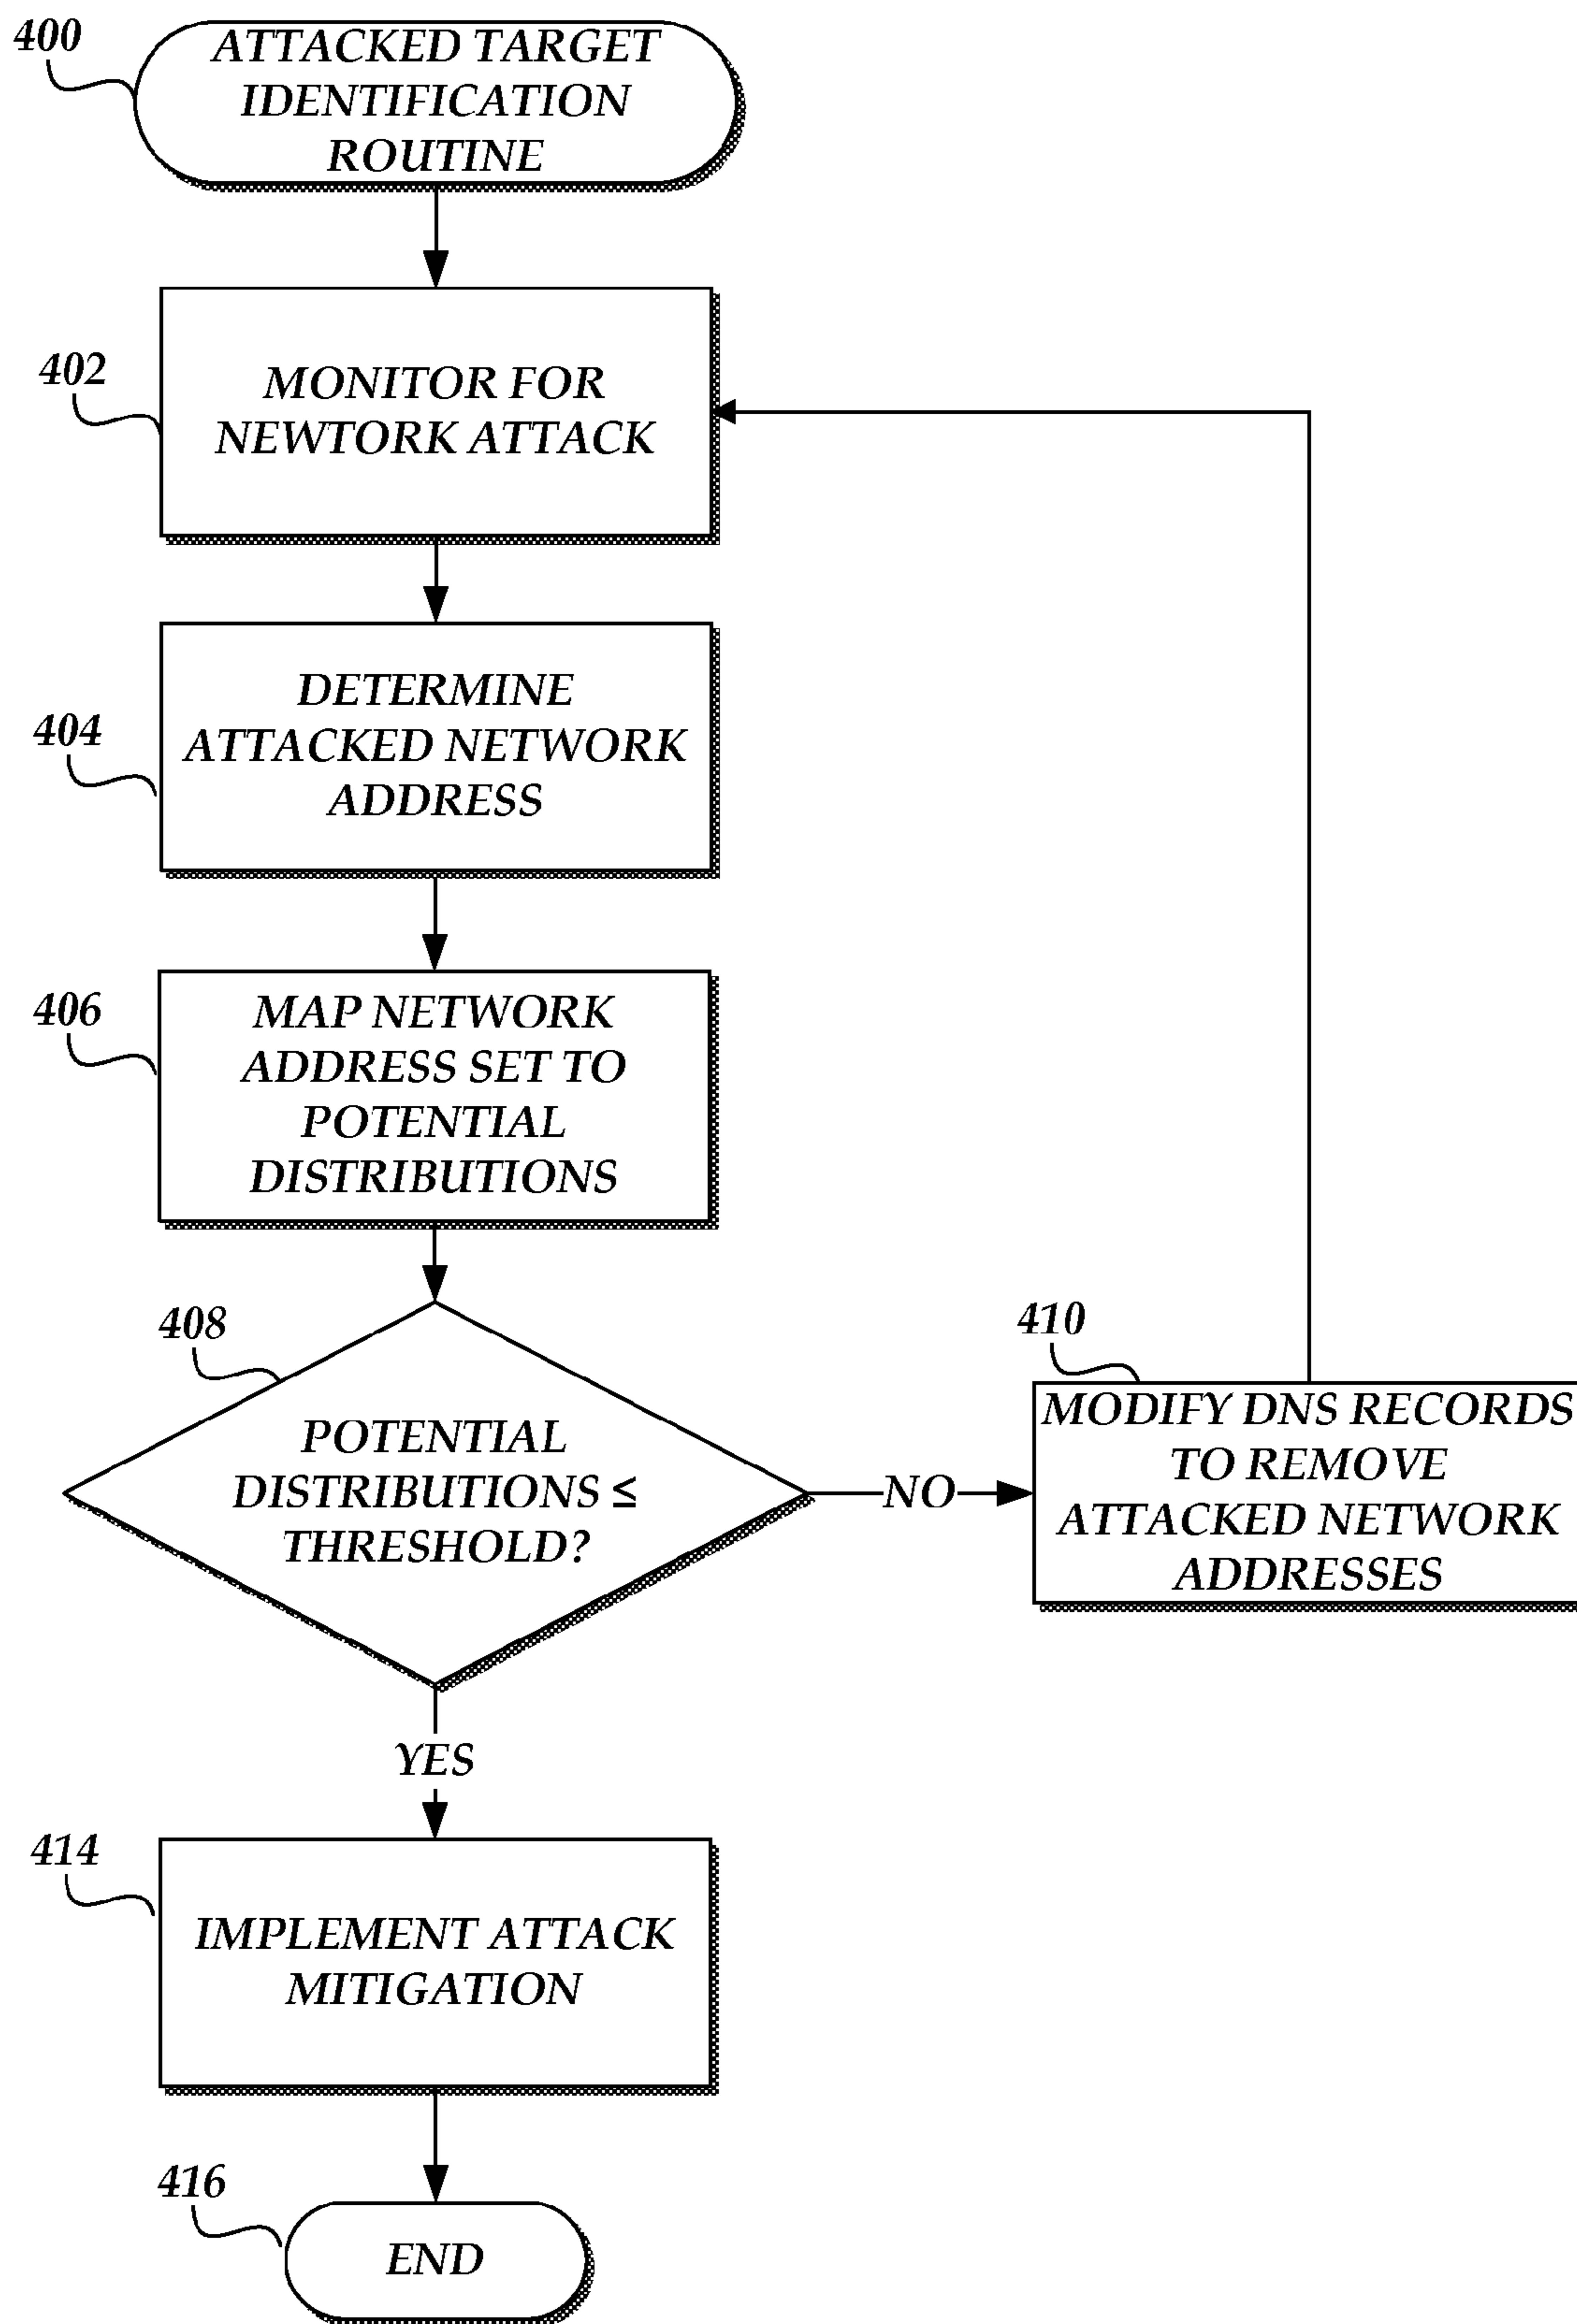 400
ATTACKED TARGET
IDENTIFICATION
ROUTINE
402
MONITOR FOR
NEWTORK ATTACK
404
DETERMINE
ATTACKED NETWORK
ADDRESS
406
MAP NETWORK
ADDRESS SET TO
POTENTIAL
DISTRIBUTIONS
408
POTENTIAL
DISTRIBUTIONS ≤
THRESHOLD?
NO
410
MODIFY DNS RECORDS
TO REMOVE
ATTACKED NETWORK
ADDRESSES
YES
414
IMPLEMENT ATTACK
MITIGATION
416
END